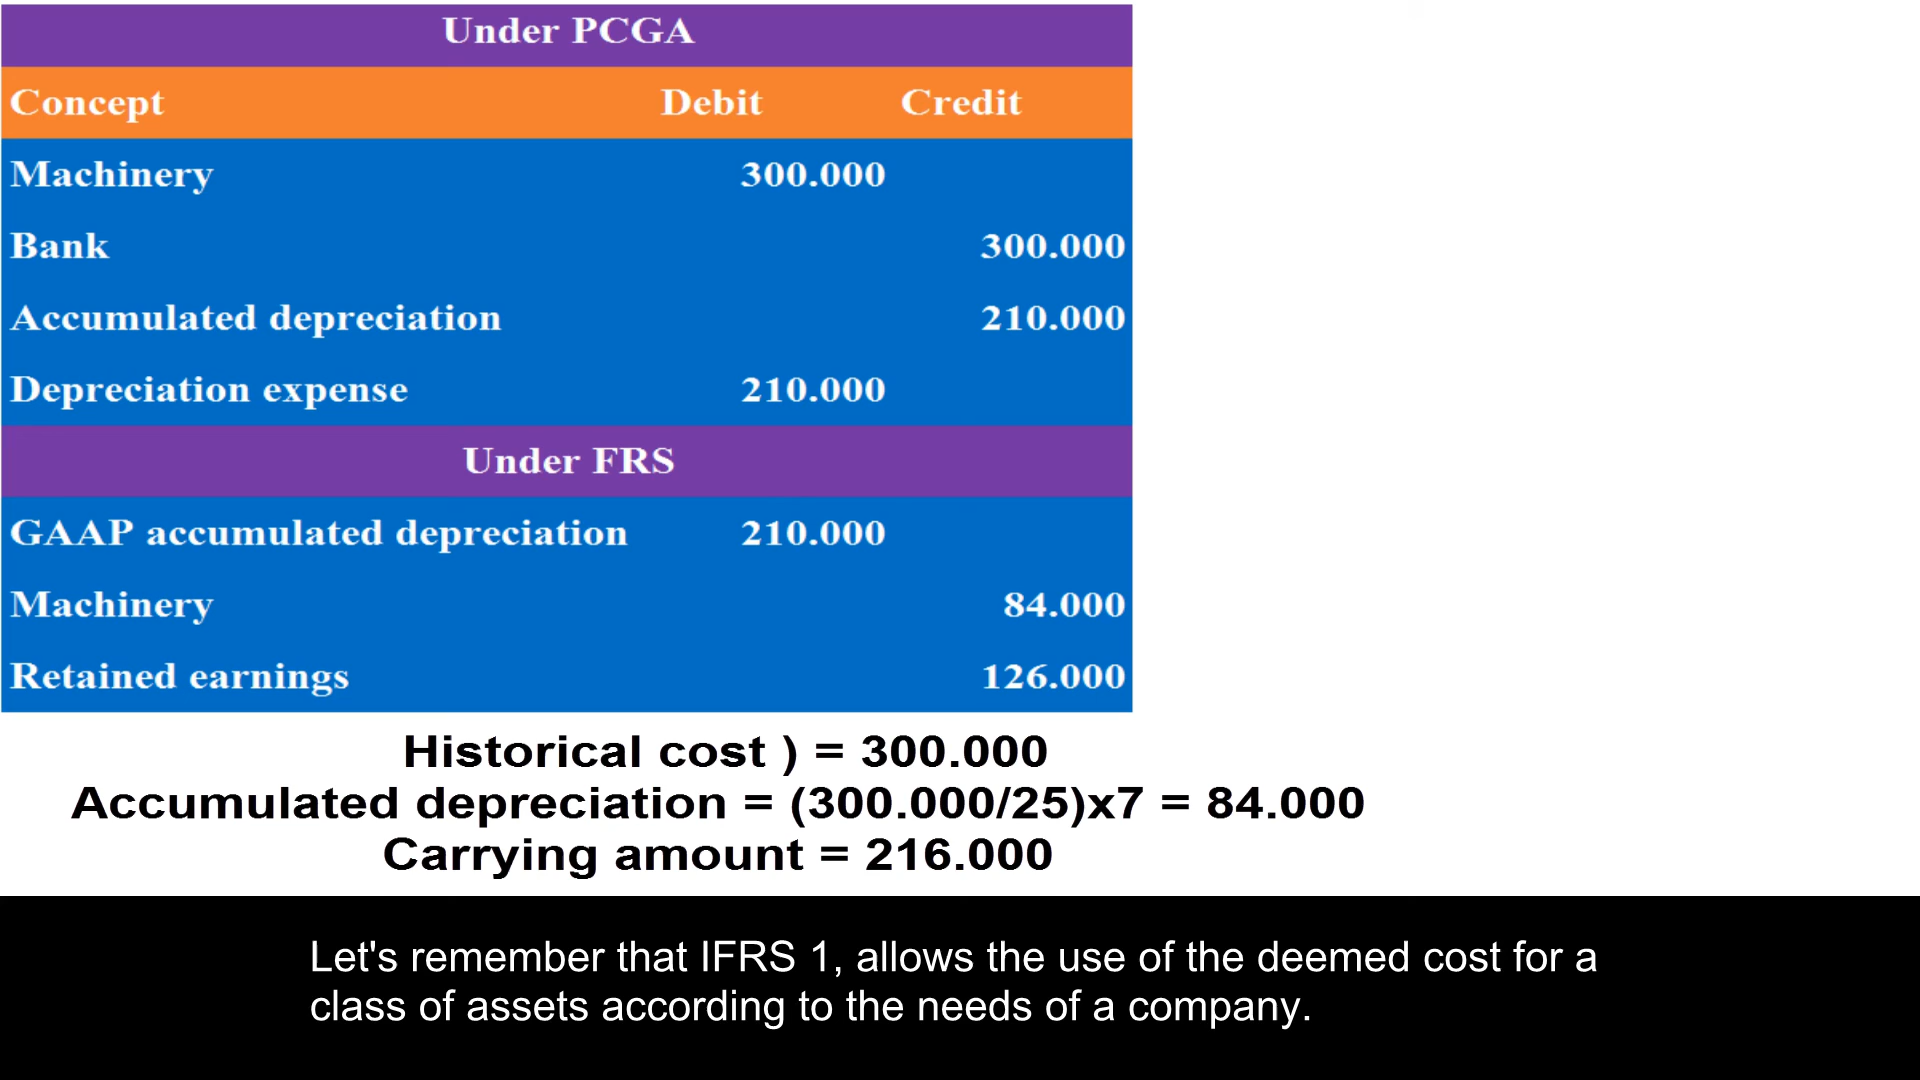 Under PCGA
Concept Debit Credit
Machinery 300.000
Bank 300.000
Accumulated depreciation 210.000
Depreciation expense 210.000
Under FRS
GAAP accumulated depreciation 210.000
Machinery 84.000
Retained earnings 126.000
Historical cost ) = 300.000
Accumulated depreciation = (300.000/25)x7 = 84.000
Carrying amount = 216.000
Let's remember that IFRS 1, allows the use of the deemed cost for a
class of assets according to the needs of a company.